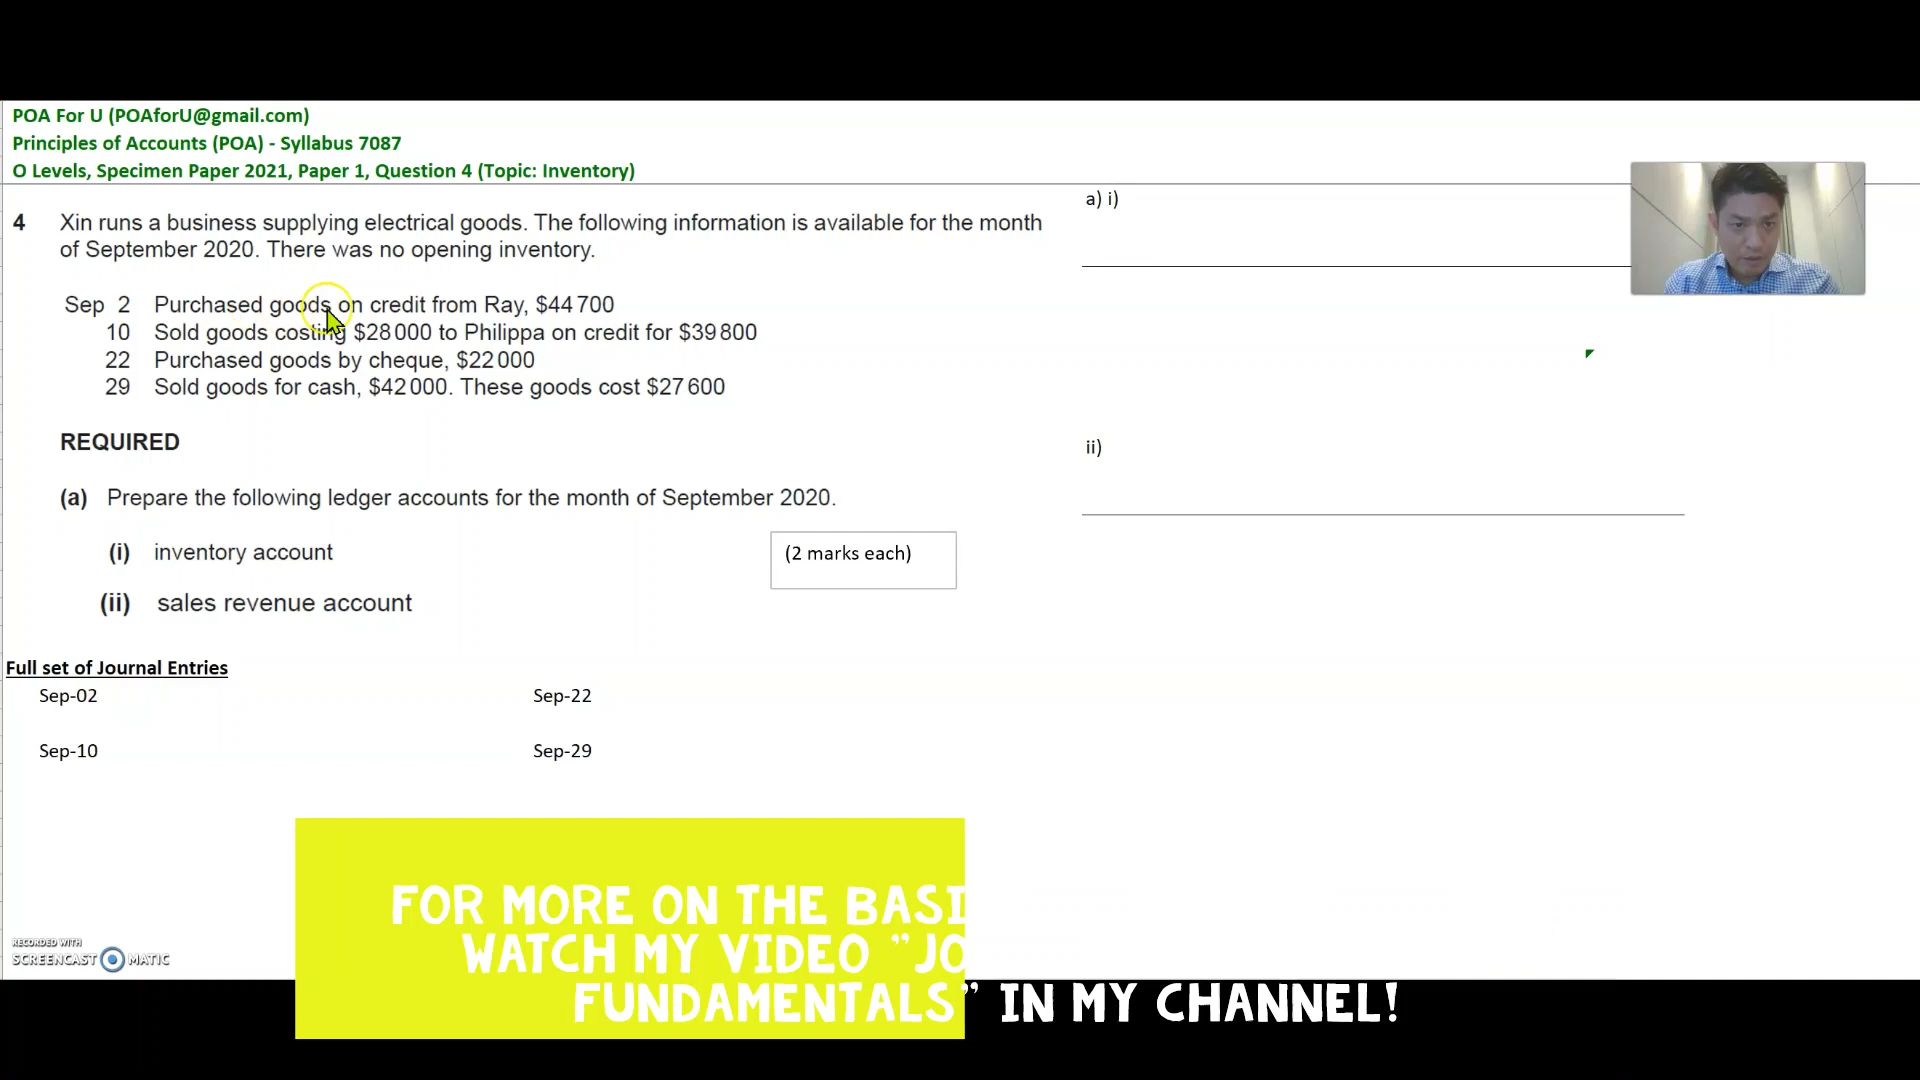 POA For U (POAforU@gmail.com)
Principles of Accounts (POA) - Syllabus 7087
O Levels, Specimen Paper 2021, Paper 1, Question 4 (Topic: Inventory)
4 Xin runs a business supplying electrical goods. The following information is available for the month
of September 2020. There was no opening inventory.
Sep 2 Purchased goods on credit from Ray, $44 700
10 Sold goods costing $28 000 to Philippa on credit for $39 800
22 Purchased goods by cheque, $22 000
29 Sold goods for cash, $42 000. These goods cost $27 600
REQUIRED
(a) Prepare the following ledger accounts for the month of September 2020.
(i) inventory account
(2 marks each)
(ii) sales revenue account
a) i)
ii)
Full set of Journal Entries
Sep-02
Sep-22
Sep-10
Sep-29
FOR MORE ON THE BASI
WATCH MY VIDEO "JO
FUNDAMENTALS" IN MY CHANNEL!
RECORDED WITH
SCREENCAST MATIC